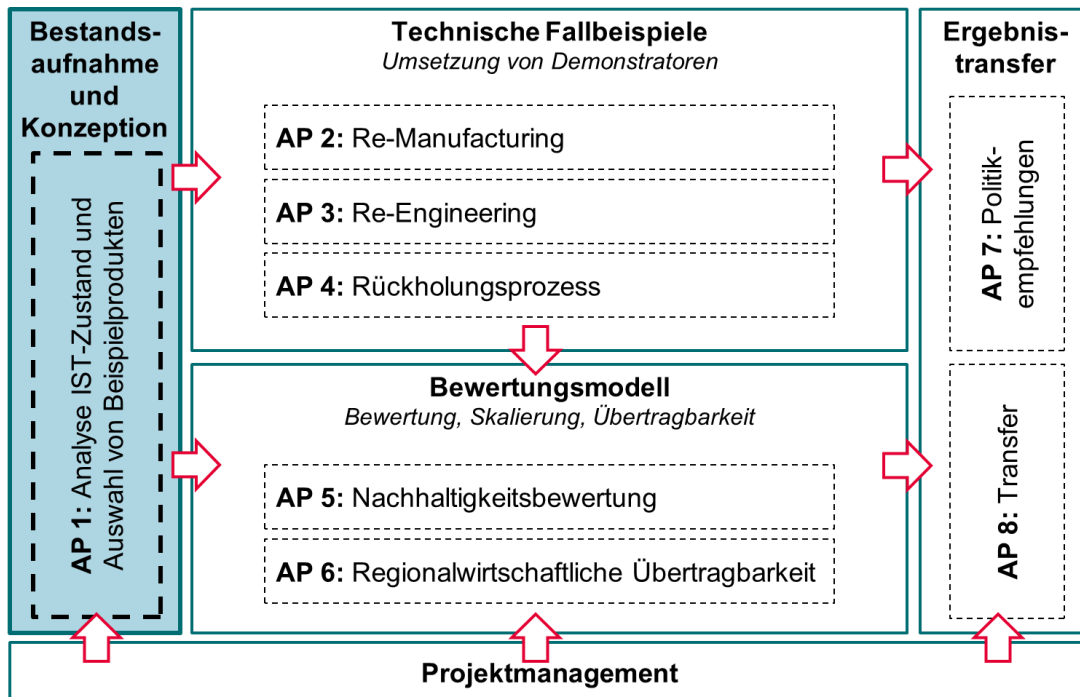 Bestands-
aufnahme
und
Konzeption
AP 1: Analyse IST-Zustand und
Auswahl von Beispielprodukten
Technische Fallbeispiele
Umsetzung von Demonstratoren
AP 2: Re-Manufacturing
AP 3: Re-Engineering
AP 4: Rückholungsprozess
Bewertungsmodell
Bewertung, Skalierung, Übertragbarkeit
AP 5: Nachhaltigkeitsbewertung
AP 6: Regionalwirtschaftliche Übertragbarkeit
Ergebnis-
transfer
AP 7: Politik-
empfehlungen
AP 8: Transfer
Projektmanagement